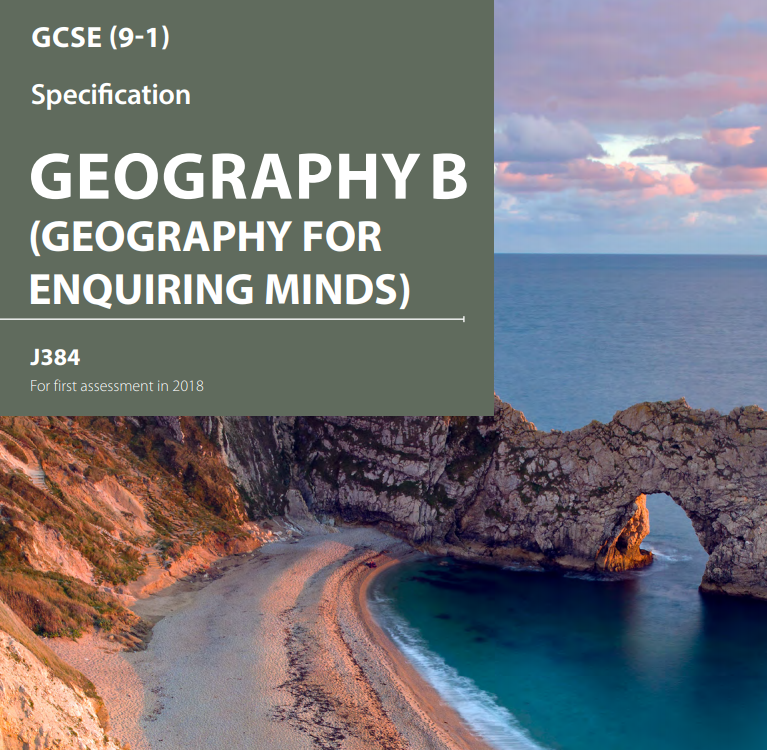 GCSE (9-1)
Specification
GEOGRAPHY B
(GEOGRAPHY FOR
ENQUIRING MINDS)
J384
For first assessment in 2018